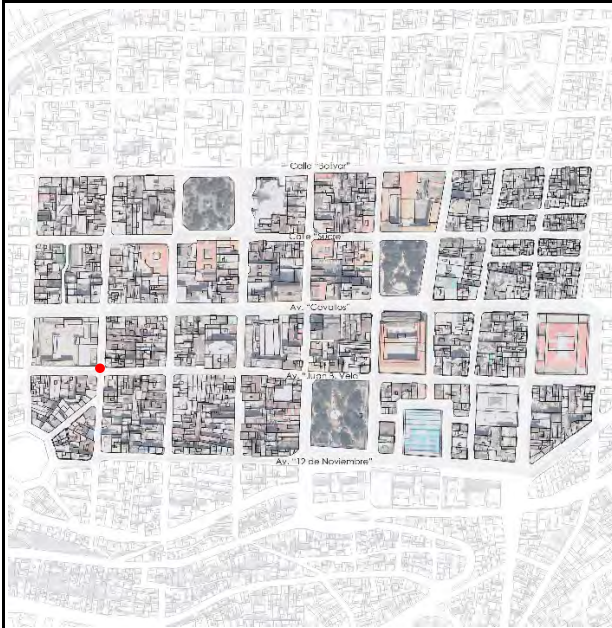 Calle "Bolívar"
Calle "Sucre"
Av. "Cevallos"
Av. "Juan B. Vela"
Av. "12 de Noviembre"